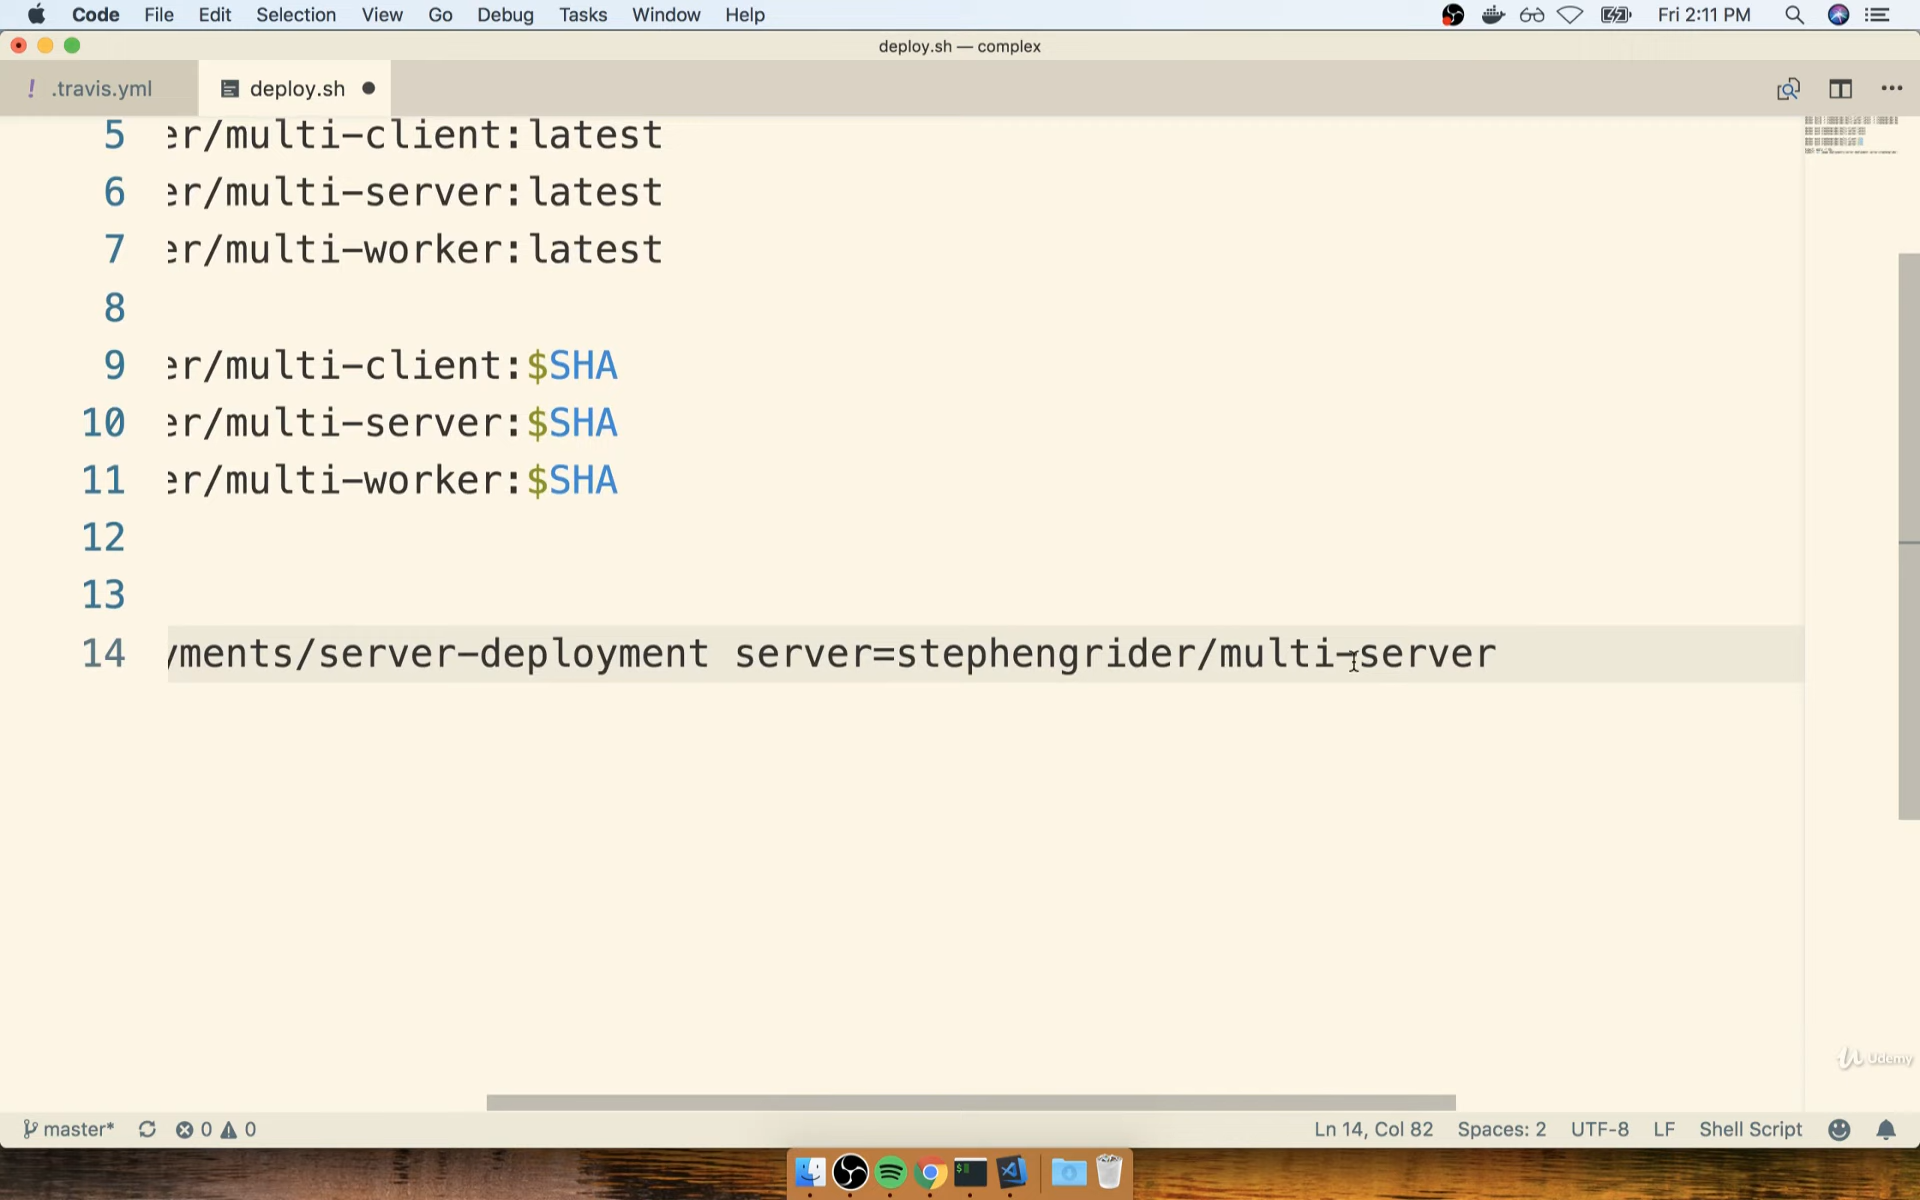 Code File Edit Selection View Go Debug Tasks Window Help Fri 2:11 PM
deploy.sh — complex
! .travis.yml deploy.sh
5 er/multi-client:latest
6 er/multi-server:latest
7 er/multi-worker:latest
8
9 er/multi-client:$SHA
10 er/multi-server:$SHA
11 er/multi-worker:$SHA
12
13
14 yments/server-deployment server=stephengrider/multi-server
Udemy
master* 0 0 Ln 14, Col 82 Spaces: 2 UTF-8 LF Shell Script